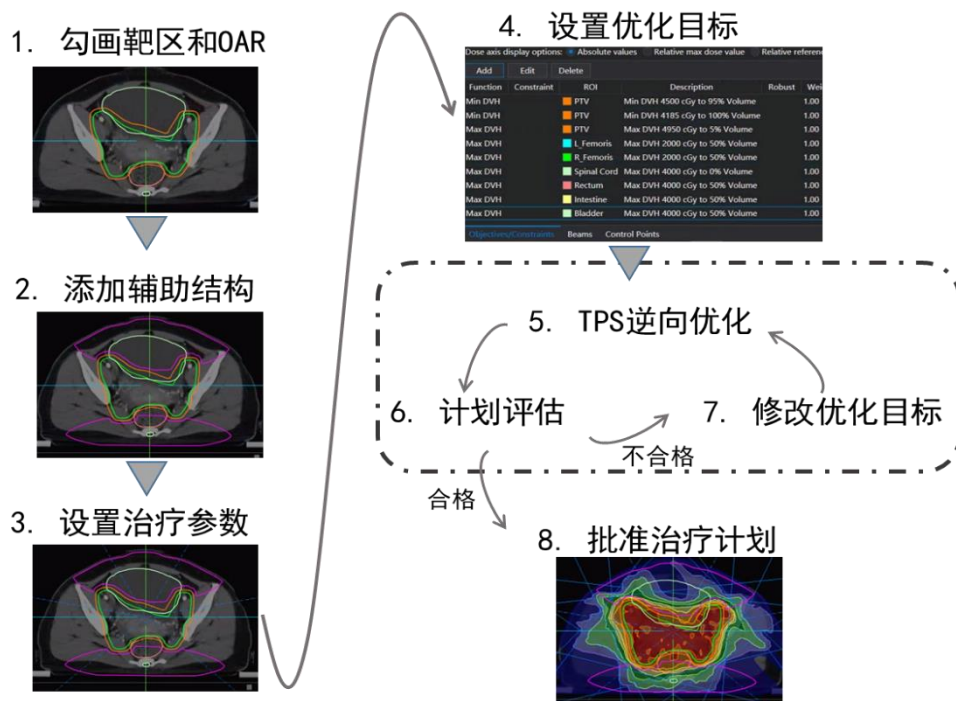 1. 勾画靶区和OAR
2. 添加辅助结构
3. 设置治疗参数
4. 设置优化目标
Dose axis display options: Absolute values Relative max dose value Relative referen
Add Edit Delete
Function Constraint ROI Description Robust Wei
Min DVH PTV Min DVH 4500 cGy to 95% Volume 1.00
Min DVH PTV Min DVH 4185 cGy to 100% Volume 1.00
Max DVH PTV Max DVH 4950 cGy to 5% Volume 1.00
Max DVH L_Femoris Max DVH 2000 cGy to 50% Volume 1.00
Max DVH R_Femoris Max DVH 2000 cGy to 50% Volume 1.00
Max DVH Spinal Cord Max DVH 4000 cGy to 0% Volume 1.00
Max DVH Rectum Max DVH 4000 cGy to 50% Volume 1.00
Max DVH Intestine Max DVH 4000 cGy to 50% Volume 1.00
Max DVH Bladder Max DVH 4000 cGy to 50% Volume 1.00
Objectives/Constraints Beams Control Points
5. TPS逆向优化
6. 计划评估
7. 修改优化目标
不合格
合格
8. 批准治疗计划